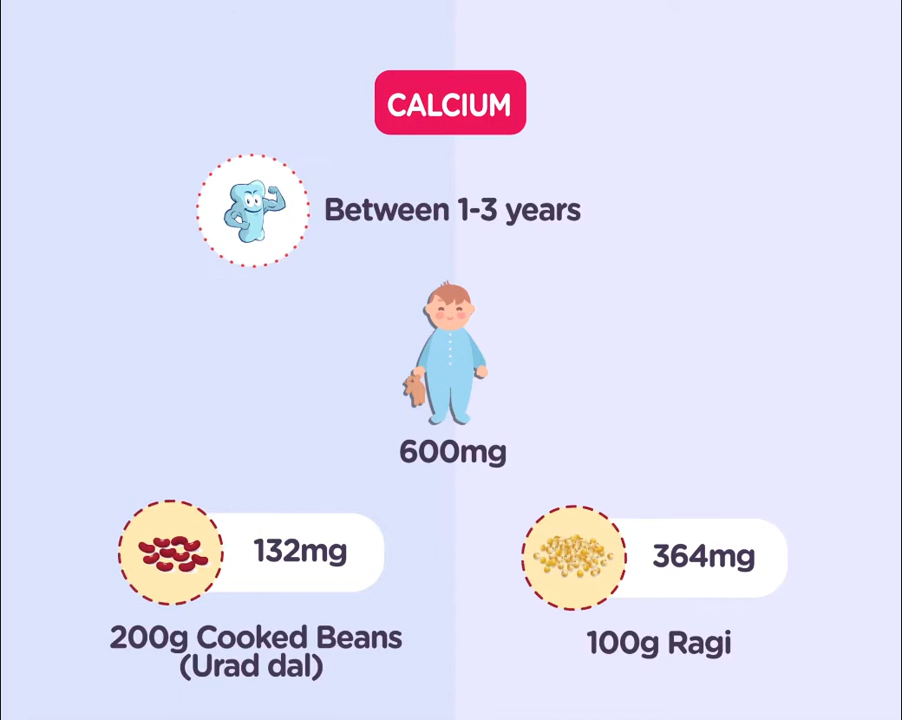 CALCIUM
Between 1-3 years
600mg
132mg
364mg
200g Cooked Beans
(Urad dal)
100g Ragi